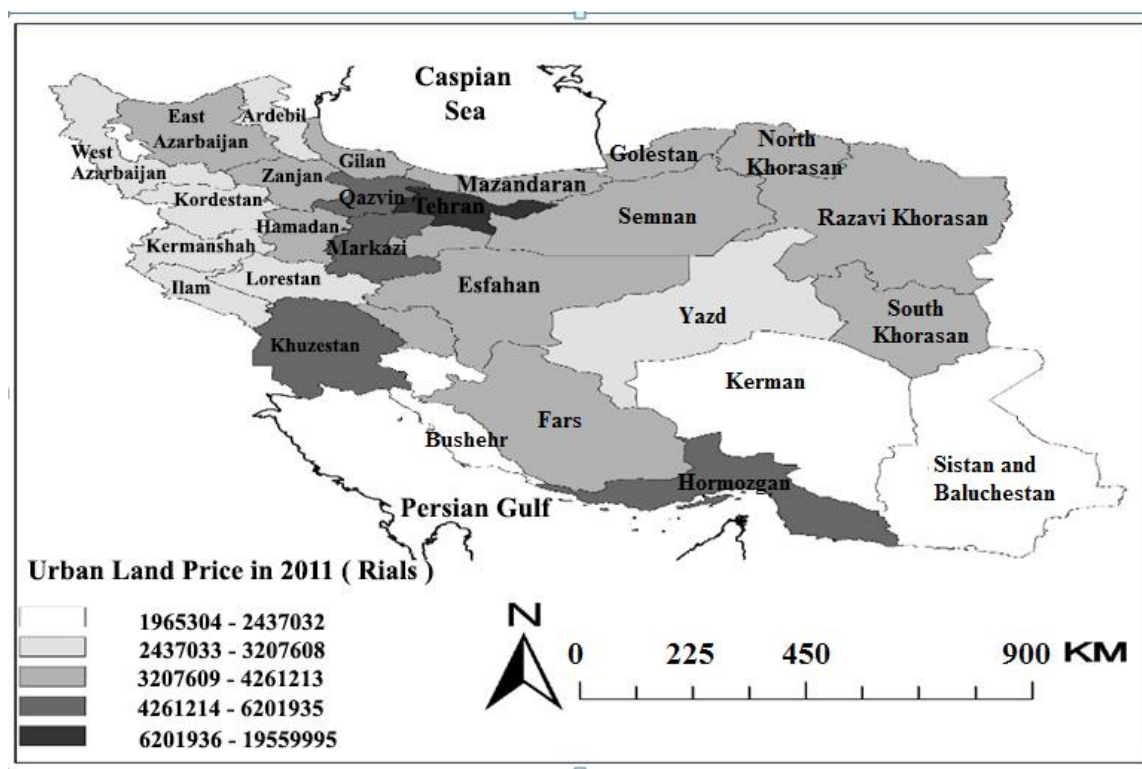 Caspian
Sea
East
Azarbaijan
Ardebil
West
Azarbaijan
Gilan
Golestan
North
Khorasan
Zanjan
Mazandaran
Kordestan
Qazvin
Tehran
Semnan
Razavi Khorasan
Hamadan
Kermanshah
Markazi
Ilam
Lorestan
Esfahan
Yazd
South
Khorasan
Khuzestan
Kerman
Fars
Bushehr
Sistan and
Baluchestan
Hormozgan
Persian Gulf
Urban Land Price in 2011 ( Rials )
1965304 - 2437032
2437033 - 3207608
3207609 - 4261213
4261214 - 6201935
6201936 - 19559995
N
0 225 450 900 KM